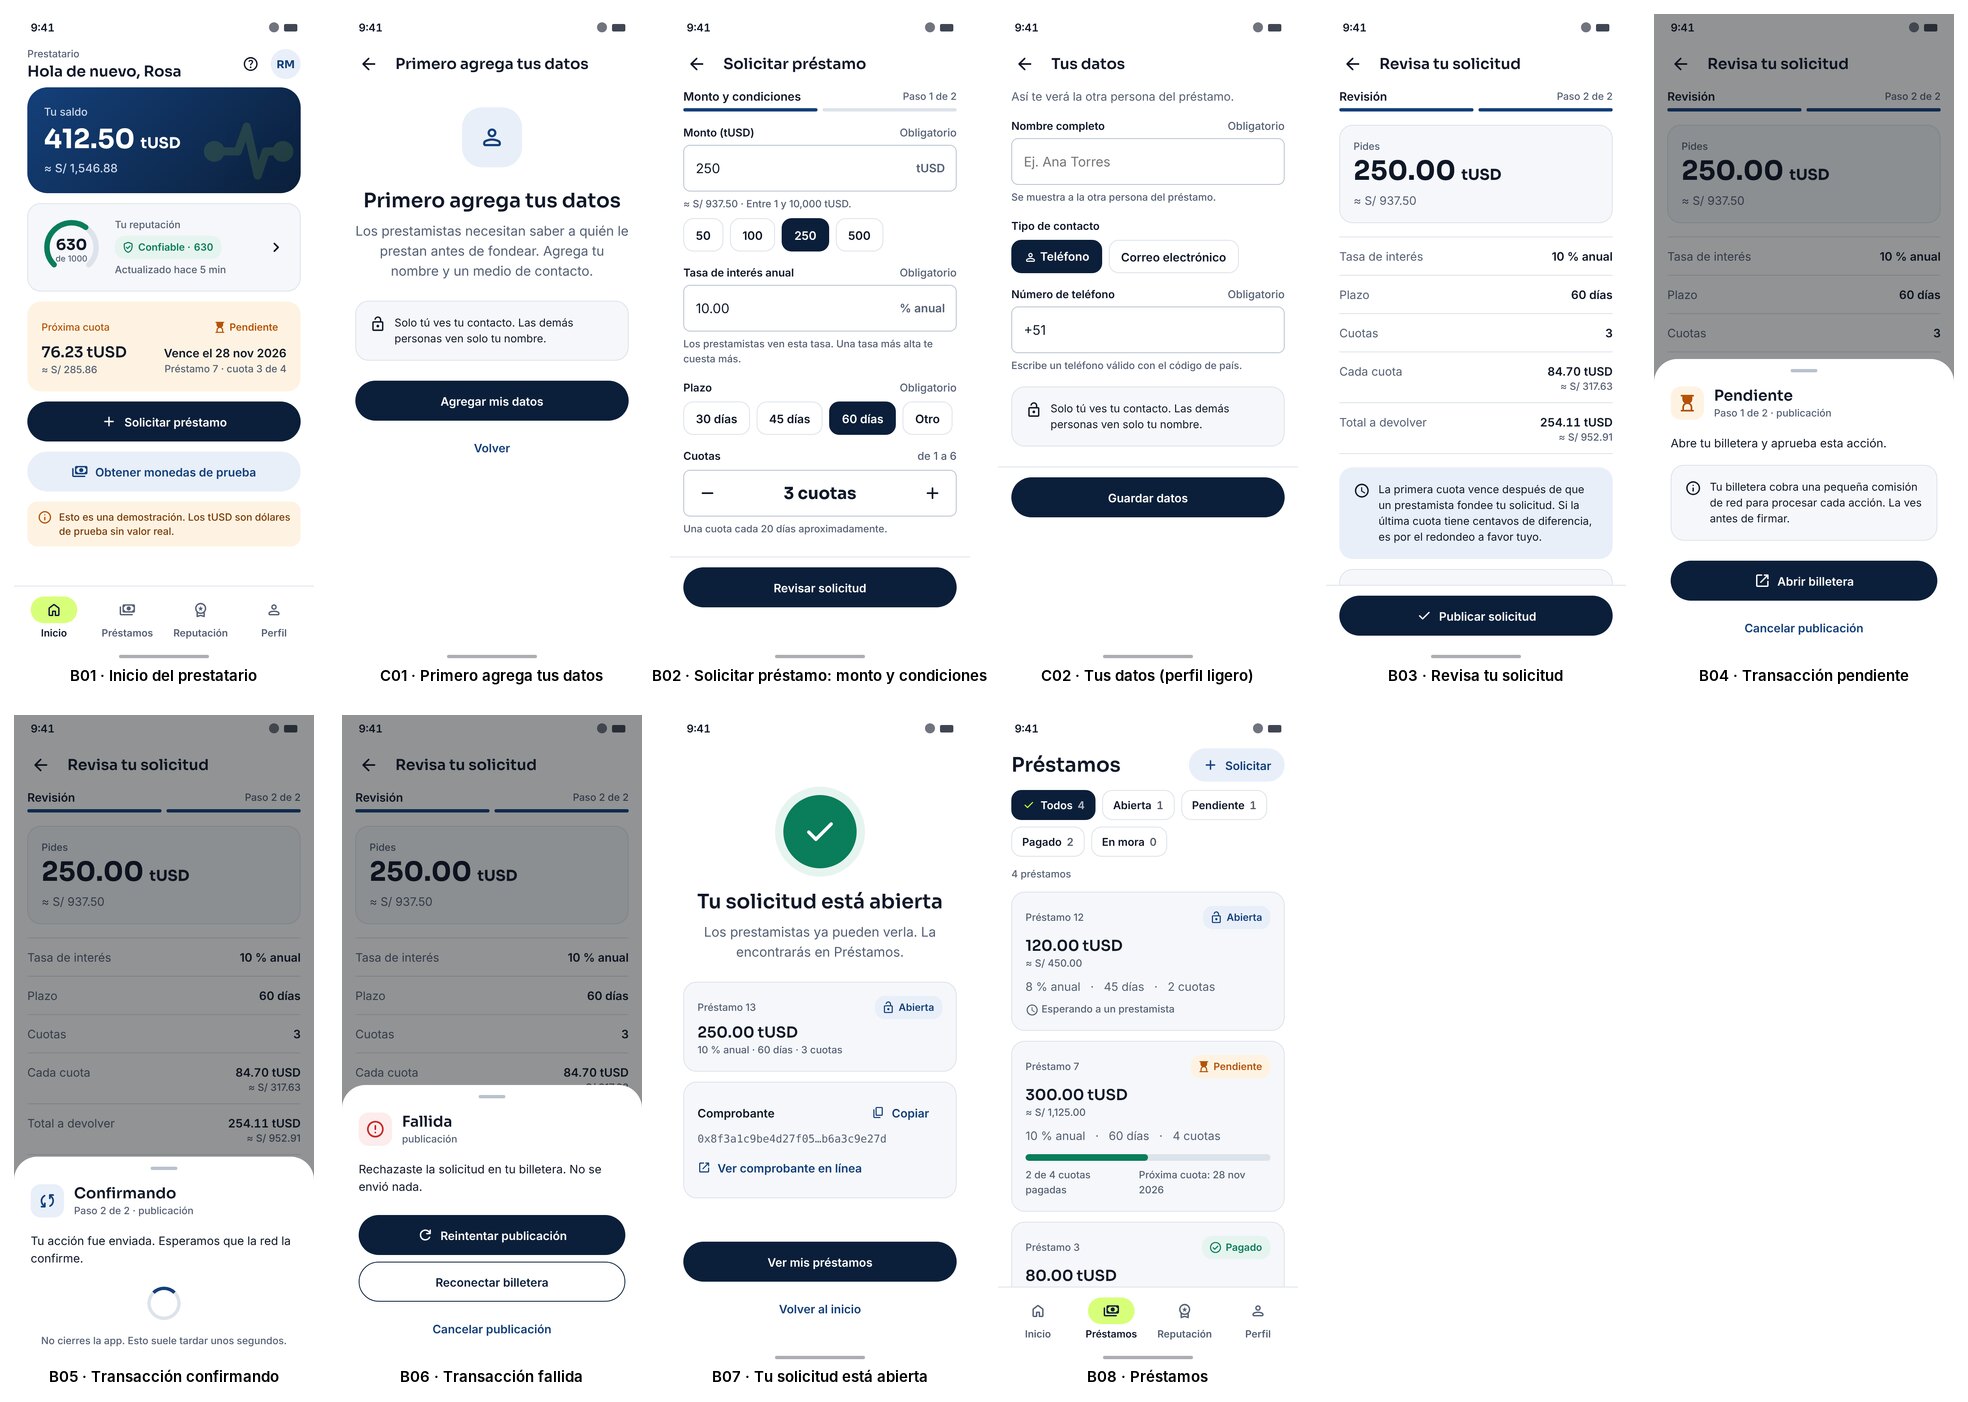 9:41
Prestatario
Hola de nuevo, Rosa
RM
Tu saldo
412.50 tUSD
≈ S/ 1,546.88
630
de 1000
Tu reputación
Confiable · 630
Actualizado hace 5 min
Próxima cuota
Pendiente
76.23 tUSD
Vence el 28 nov 2026
≈ S/ 285.86
Préstamo 7 · cuota 3 de 4
Solicitar préstamo
Obtener monedas de prueba
Esto es una demostración. Los tUSD son dólares
de prueba sin valor real.
Inicio
Préstamos
Reputación
Perfil
B01 · Inicio del prestatario
9:41
Primero agrega tus datos
Primero agrega tus datos
Los prestamistas necesitan saber a quién le
prestan antes de fondear. Agrega tu
nombre y un medio de contacto.
Solo tú ves tu contacto. Las demás
personas ven solo tu nombre.
Agregar mis datos
Volver
C01 · Primero agrega tus datos
9:41
Solicitar préstamo
Monto y condiciones
Paso 1 de 2
Monto (tUSD)
Obligatorio
250
tUSD
≈ S/ 937.50 · Entre 1 y 10,000 tUSD.
50
100
250
500
Tasa de interés anual
Obligatorio
10.00
% anual
Los prestamistas ven esta tasa. Una tasa más alta te
cuesta más.
Plazo
Obligatorio
30 días
45 días
60 días
Otro
Cuotas
de 1 a 6
3 cuotas
Una cuota cada 20 días aproximadamente.
Revisar solicitud
B02 · Solicitar préstamo: monto y condiciones
9:41
Tus datos
Así te verá la otra persona del préstamo.
Nombre completo
Obligatorio
Ej. Ana Torres
Se muestra a la otra persona del préstamo.
Tipo de contacto
Teléfono
Correo electrónico
Número de teléfono
Obligatorio
+51
Escribe un teléfono válido con el código de país.
Solo tú ves tu contacto. Las demás
personas ven solo tu nombre.
Guardar datos
C02 · Tus datos (perfil ligero)
9:41
Revisa tu solicitud
Revisión
Paso 2 de 2
Pides
250.00 tUSD
≈ S/ 937.50
Tasa de interés
10 % anual
Plazo
60 días
Cuotas
3
Cada cuota
84.70 tUSD
≈ S/ 317.63
Total a devolver
254.11 tUSD
≈ S/ 952.91
La primera cuota vence después de que
un prestamista fondee tu solicitud. Si la
última cuota tiene centavos de diferencia,
es por el redondeo a favor tuyo.
Publicar solicitud
B03 · Revisa tu solicitud
9:41
Revisa tu solicitud
Revisión
Paso 2 de 2
Pides
250.00 tUSD
≈ S/ 937.50
Tasa de interés
10 % anual
Plazo
60 días
Cuotas
3
Pendiente
Paso 1 de 2 · publicación
Abre tu billetera y aprueba esta acción.
Tu billetera cobra una pequeña comisión
de red para procesar cada acción. La ves
antes de firmar.
Abrir billetera
Cancelar publicación
B04 · Transacción pendiente
9:41
Revisa tu solicitud
Revisión
Paso 2 de 2
Pides
250.00 tUSD
≈ S/ 937.50
Tasa de interés
10 % anual
Plazo
60 días
Cuotas
3
Cada cuota
84.70 tUSD
≈ S/ 317.63
Total a devolver
254.11 tUSD
≈ S/ 952.91
Confirmando
Paso 2 de 2 · publicación
Tu acción fue enviada. Esperamos que la red la
confirme.
No cierres la app. Esto suele tardar unos segundos.
B05 · Transacción confirmando
9:41
Revisa tu solicitud
Revisión
Paso 2 de 2
Pides
250.00 tUSD
≈ S/ 937.50
Tasa de interés
10 % anual
Plazo
60 días
Cuotas
3
Cada cuota
84.70 tUSD
Fallida
publicación
Rechazaste la solicitud en tu billetera. No se
envió nada.
Reintentar publicación
Reconectar billetera
Cancelar publicación
B06 · Transacción fallida
9:41
Tu solicitud está abierta
Los prestamistas ya pueden verla. La
encontrarás en Préstamos.
Préstamo 13
Abierta
250.00 tUSD
10 % anual · 60 días · 3 cuotas
Comprobante
Copiar
0x8f3a1c9be4d27f05…b6a3c9e27d
Ver comprobante en línea
Ver mis préstamos
Volver al inicio
B07 · Tu solicitud está abierta
9:41
Préstamos
Solicitar
Todos 4
Abierta 1
Pendiente 1
Pagado 2
En mora 0
4 préstamos
Préstamo 12
Abierta
120.00 tUSD
≈ S/ 450.00
8 % anual · 45 días · 2 cuotas
Esperando a un prestamista
Préstamo 7
Pendiente
300.00 tUSD
≈ S/ 1,125.00
10 % anual · 60 días · 4 cuotas
2 de 4 cuotas
pagadas
Próxima cuota: 28 nov
2026
Préstamo 3
Pagado
80.00 tUSD
Inicio
Préstamos
Reputación
Perfil
B08 · Préstamos